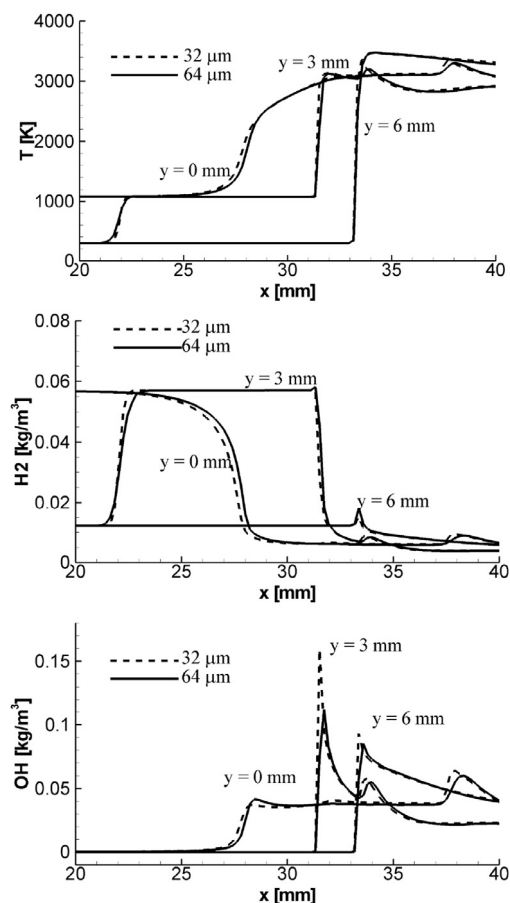 4000
32 μm
64 μm
y = 3 mm
3000
T [K]
2000
y = 6 mm
y = 0 mm
1000
0
20 25 30 35 40
x [mm]
0.08
32 μm
64 μm
0.06
y = 3 mm
H2 [kg/m³]
0.04
y = 0 mm
0.02
y = 6 mm
0
20 25 30 35 40
x [mm]
0.15
32 μm
64 μm
y = 3 mm
OH [kg/m³]
0.1
y = 6 mm
y = 0 mm
0.05
0
20 25 30 35 40
x [mm]